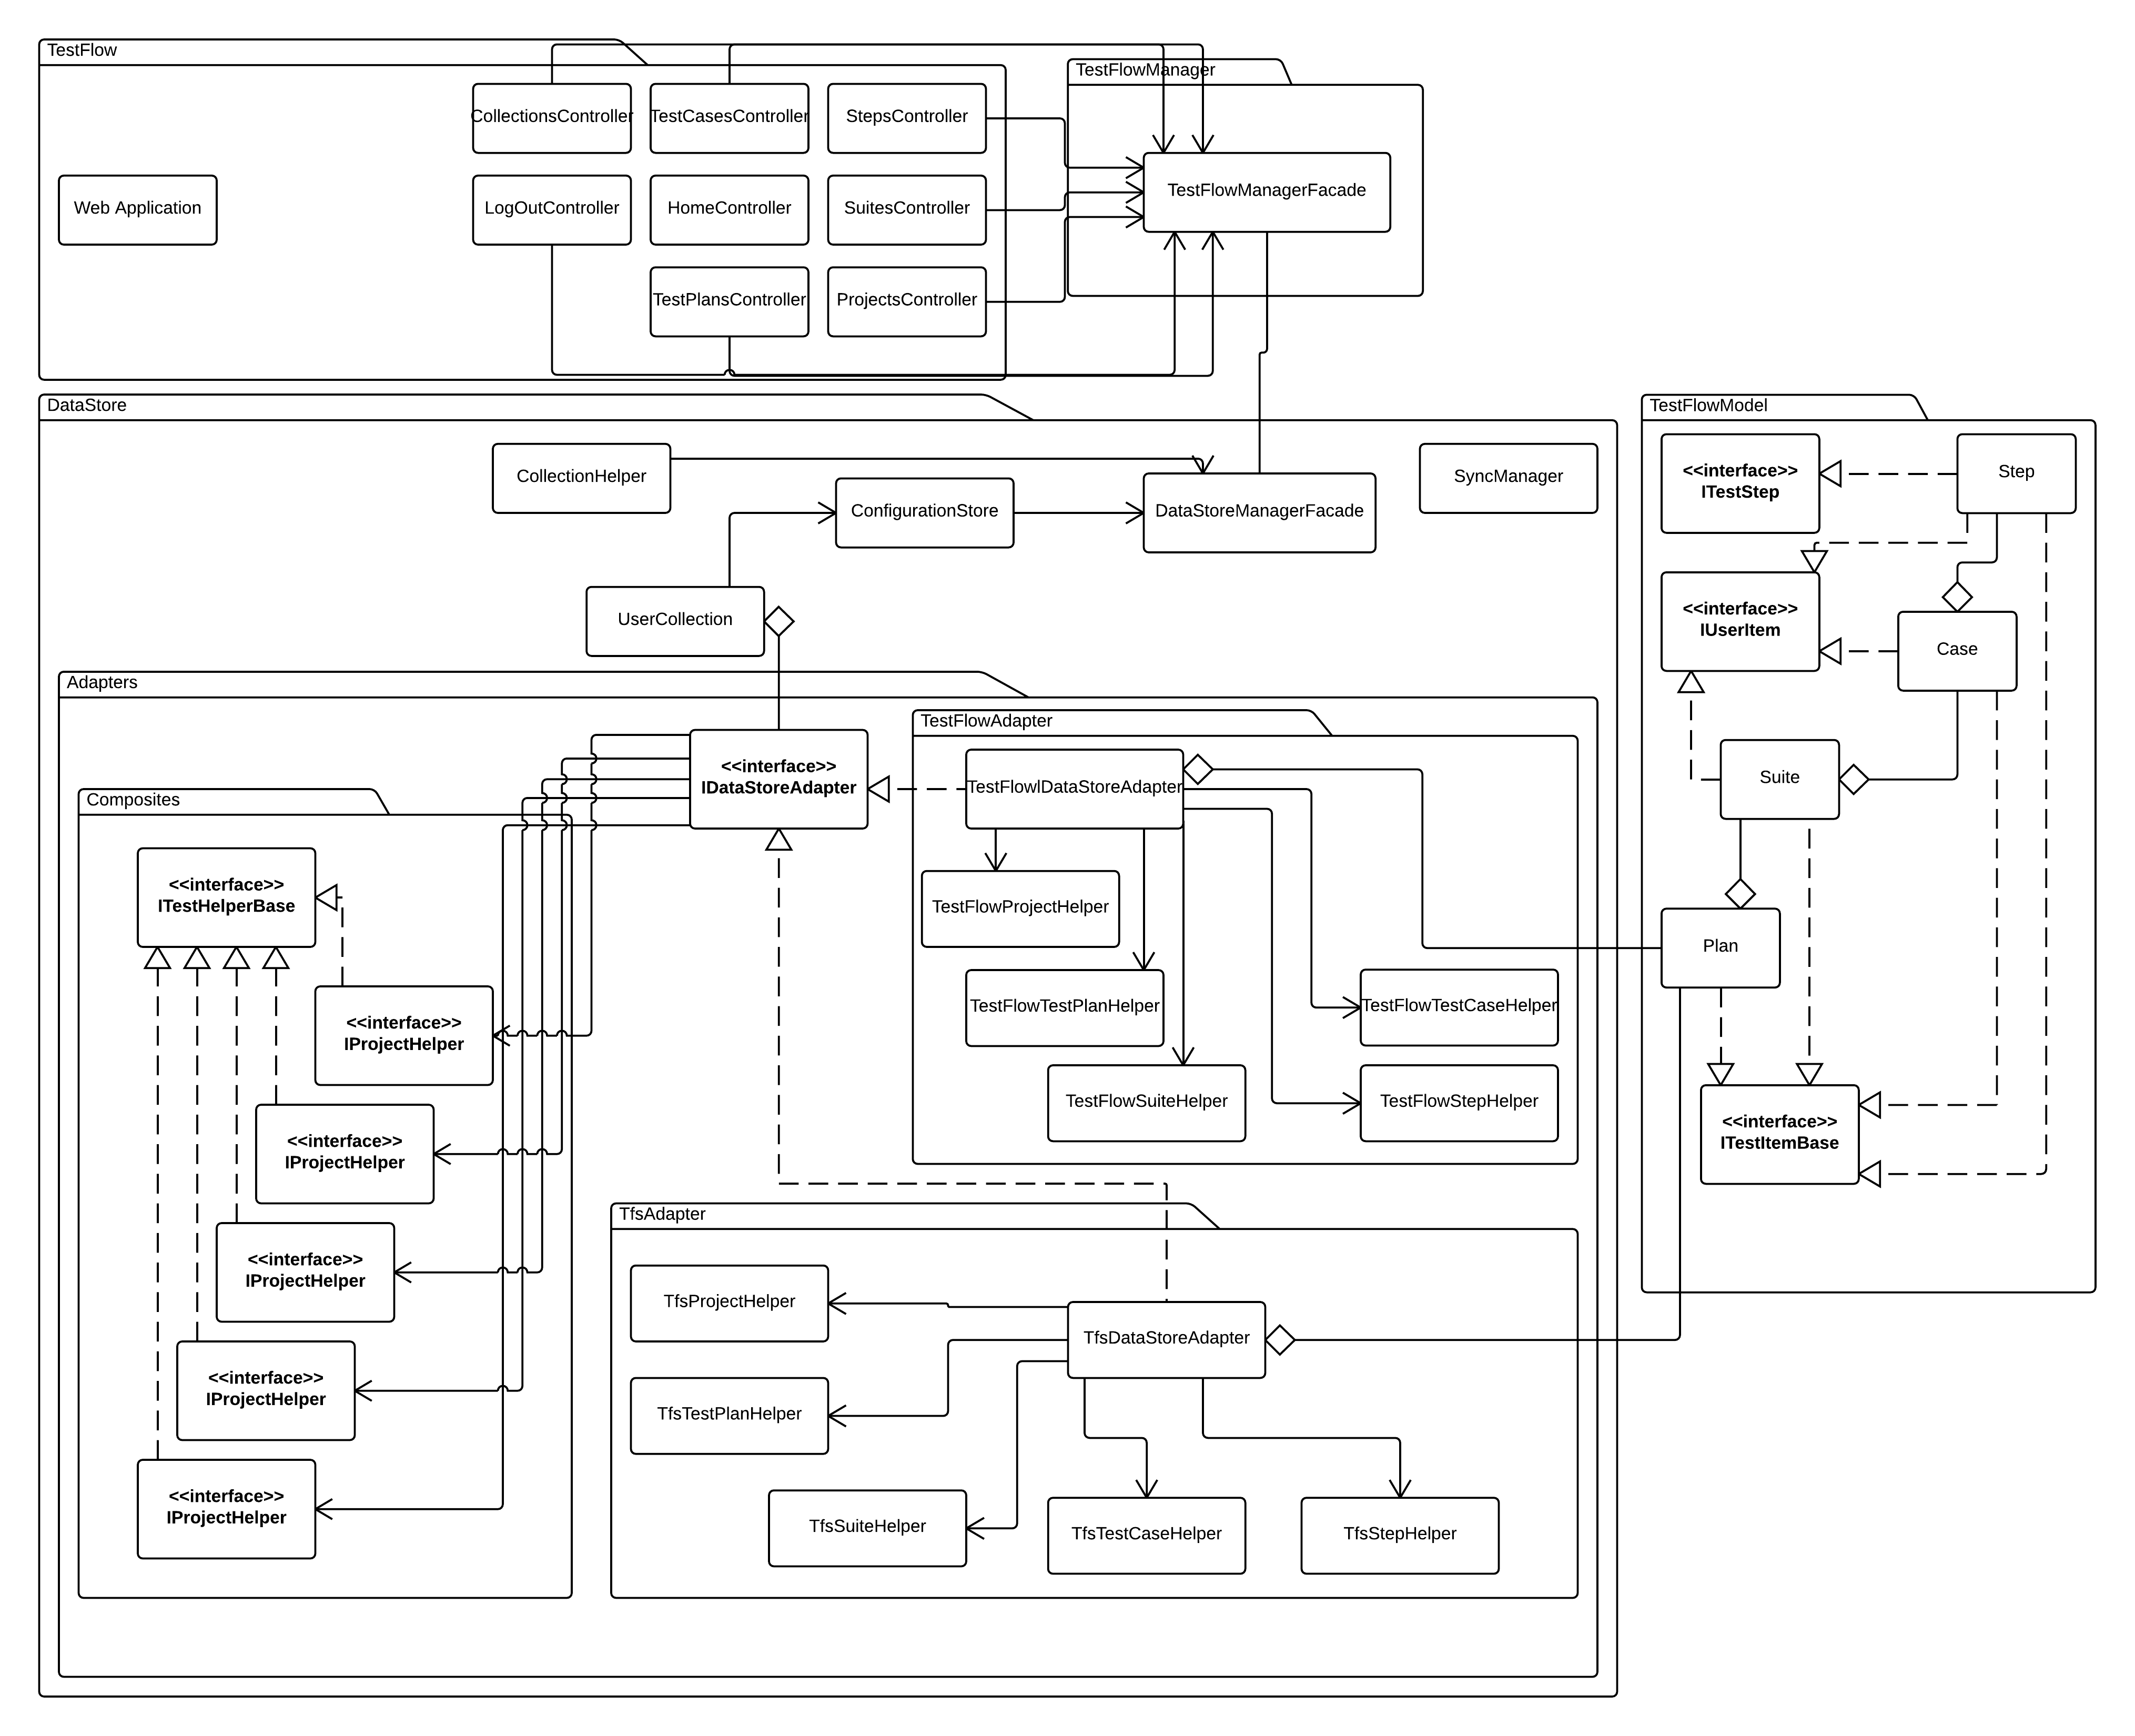 TestFlow
TestFlowManager
CollectionsController
TestCasesController
StepsController
TestFlowManagerFacade
Web Application
LogOutController
HomeController
SuitesController
TestPlansController
ProjectsController
DataStore
TestFlowModel
CollectionHelper
ConfigurationStore
DataStoreManagerFacade
SyncManager
<<interface>>
ITestStep
Step
UserCollection
<<interface>>
IUserItem
Case
Adapters
TestFlowAdapter
<<interface>>
IDataStoreAdapter
TestFlowlDataStoreAdapter
Suite
Composites
<<interface>>
ITestHelperBase
TestFlowProjectHelper
Plan
<<interface>>
IProjectHelper
TestFlowTestPlanHelper
TestFlowTestCaseHelper
TestFlowSuiteHelper
TestFlowStepHelper
<<interface>>
ITestItemBase
<<interface>>
IProjectHelper
TfsAdapter
<<interface>>
IProjectHelper
TfsProjectHelper
TfsDataStoreAdapter
<<interface>>
IProjectHelper
TfsTestPlanHelper
<<interface>>
IProjectHelper
TfsSuiteHelper
TfsTestCaseHelper
TfsStepHelper